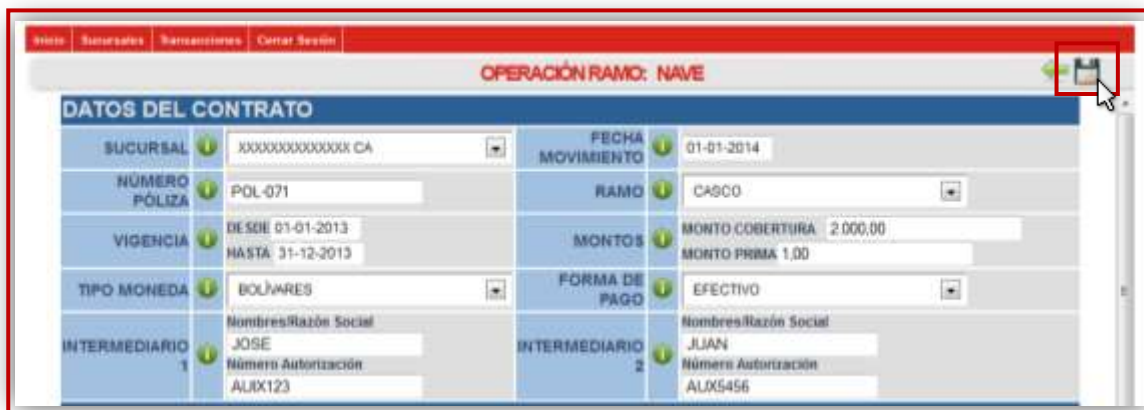 Inicio Sucursales Transacciones Cerrar Sesión
OPERACIÓN RAMO: NAVE
DATOS DEL CONTRATO
SUCURSAL XXXXXXXXXXXXXX CA FECHA MOVIMIENTO 01-01-2014
NÚMERO PÓLIZA POL-071 RAMO CASCO
VIGENCIA DESDE 01-01-2013 MONTOS MONTO COBERTURA 2.000,00
HASTA 31-12-2013 MONTO PRIMA 1,00
TIPO MONEDA BOLÍVARES FORMA DE PAGO EFECTIVO
Nombres/Razón Social Nombres/Razón Social
INTERMEDIARIO 1 JOSE INTERMEDIARIO 2 JUAN
Número Autorización Número Autorización
AUIX123 AUX5456